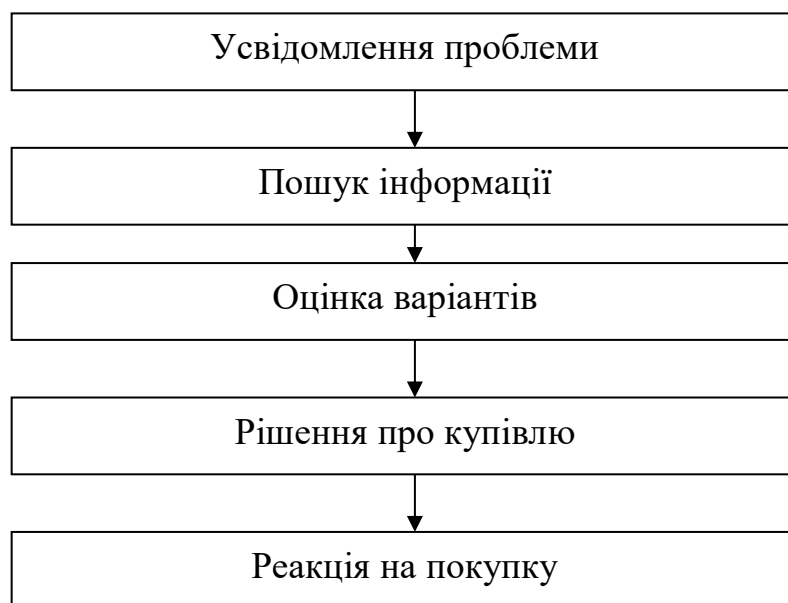 Усвідомлення проблеми
Пошук інформації
Оцінка варіантів
Рішення про купівлю
Реакція на покупку